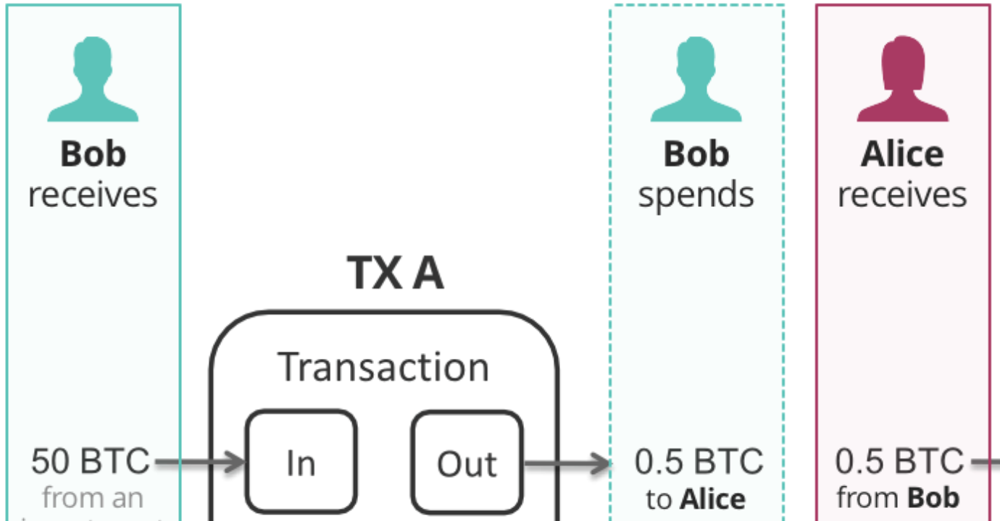 Bob
receives
Bob
spends
Alice
receives
TX A
Transaction
50 BTC
from an
In
Out
0.5 BTC
to Alice
0.5 BTC
from Bob